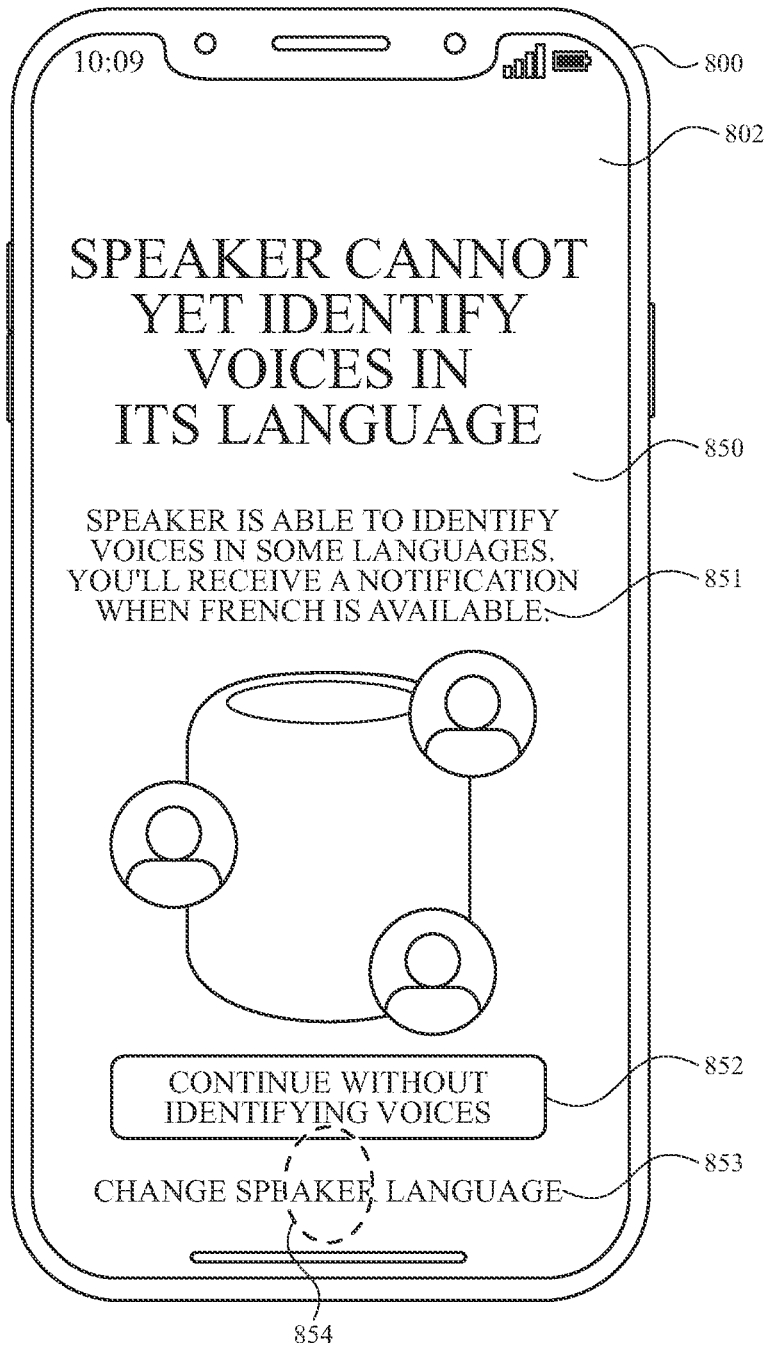 10:09
800
802
SPEAKER CANNOT
YET IDENTIFY
VOICES IN
ITS LANGUAGE
850
SPEAKER IS ABLE TO IDENTIFY
VOICES IN SOME LANGUAGES.
YOU'LL RECEIVE A NOTIFICATION
WHEN FRENCH IS AVAILABLE.
851
CONTINUE WITHOUT
IDENTIFYING VOICES
852
CHANGE SPEAKER LANGUAGE
853
854